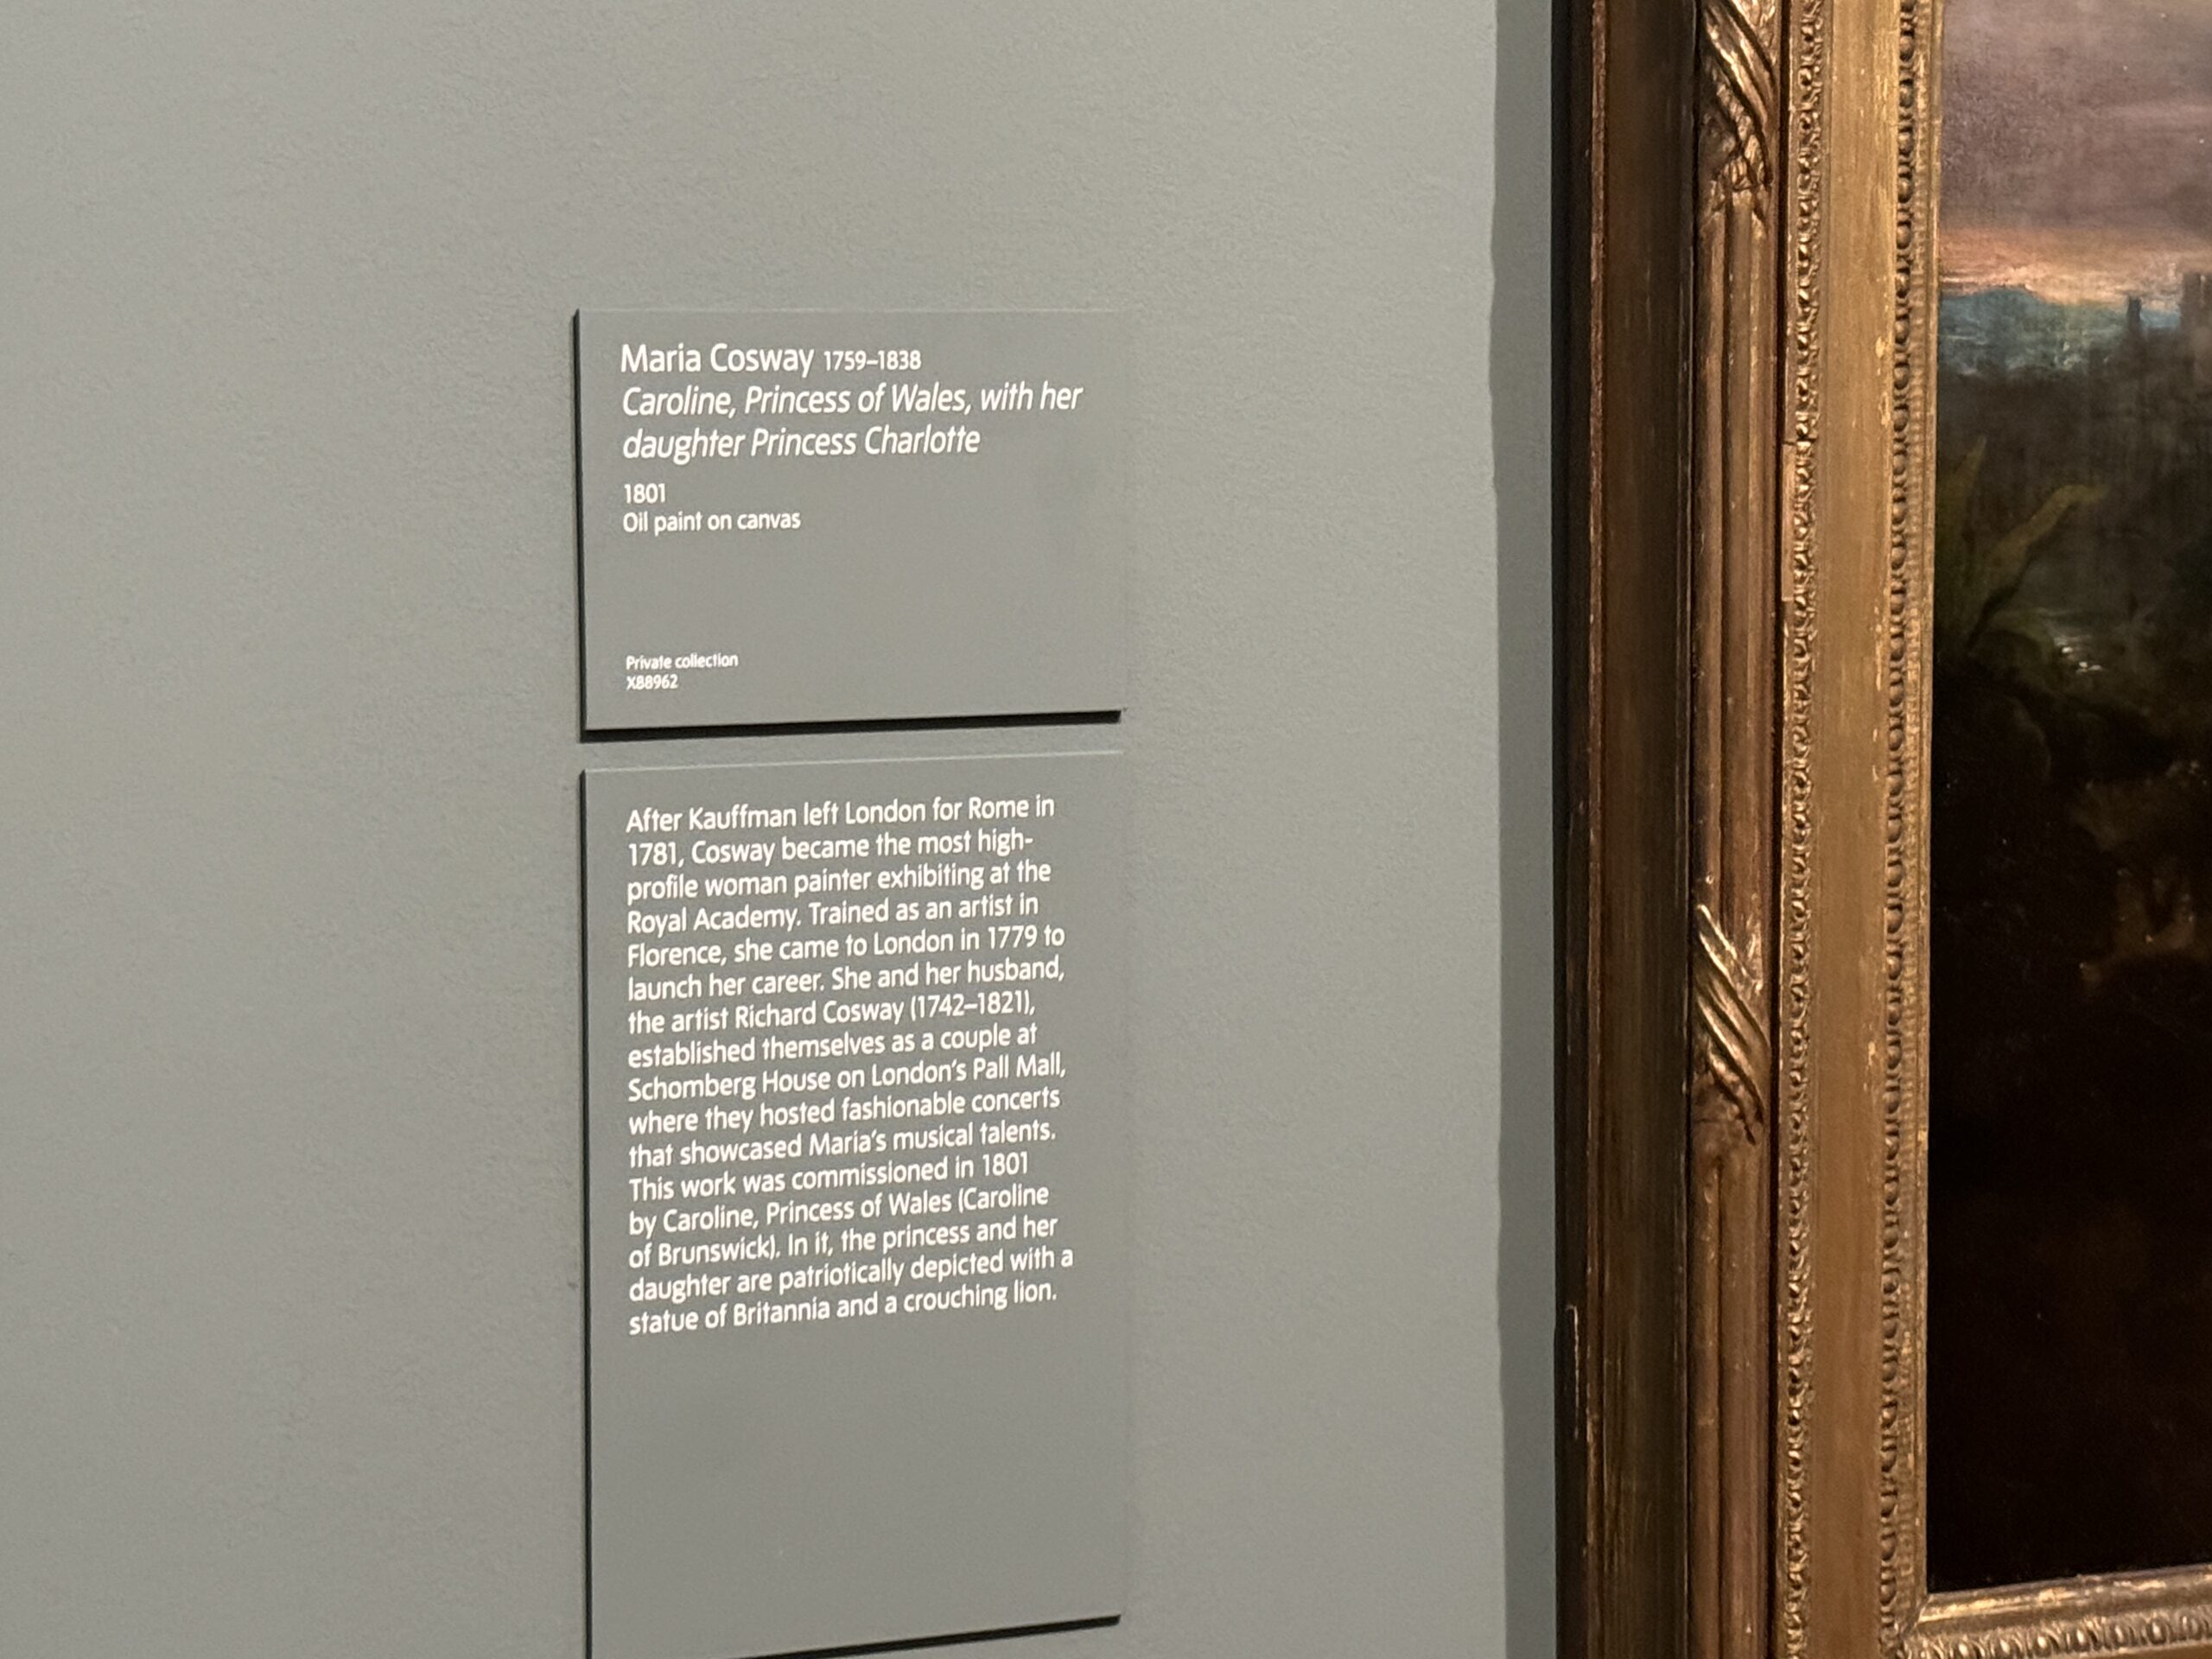 Maria Cosway 1759–1838
Caroline, Princess of Wales, with her
daughter Princess Charlotte
1801
Oil paint on canvas
Private collection
X88962
After Kauffman left London for Rome in
1781, Cosway became the most high-
profile woman painter exhibiting at the
Royal Academy. Trained as an artist in
Florence, she came to London in 1779 to
launch her career. She and her husband,
the artist Richard Cosway (1742–1821),
established themselves as a couple at
Schomberg House on London's Pall Mall,
where they hosted fashionable concerts
that showcased Maria's musical talents.
This work was commissioned in 1801
by Caroline, Princess of Wales (Caroline
of Brunswick). In it, the princess and her
daughter are patriotically depicted with a
statue of Britannia and a crouching lion.